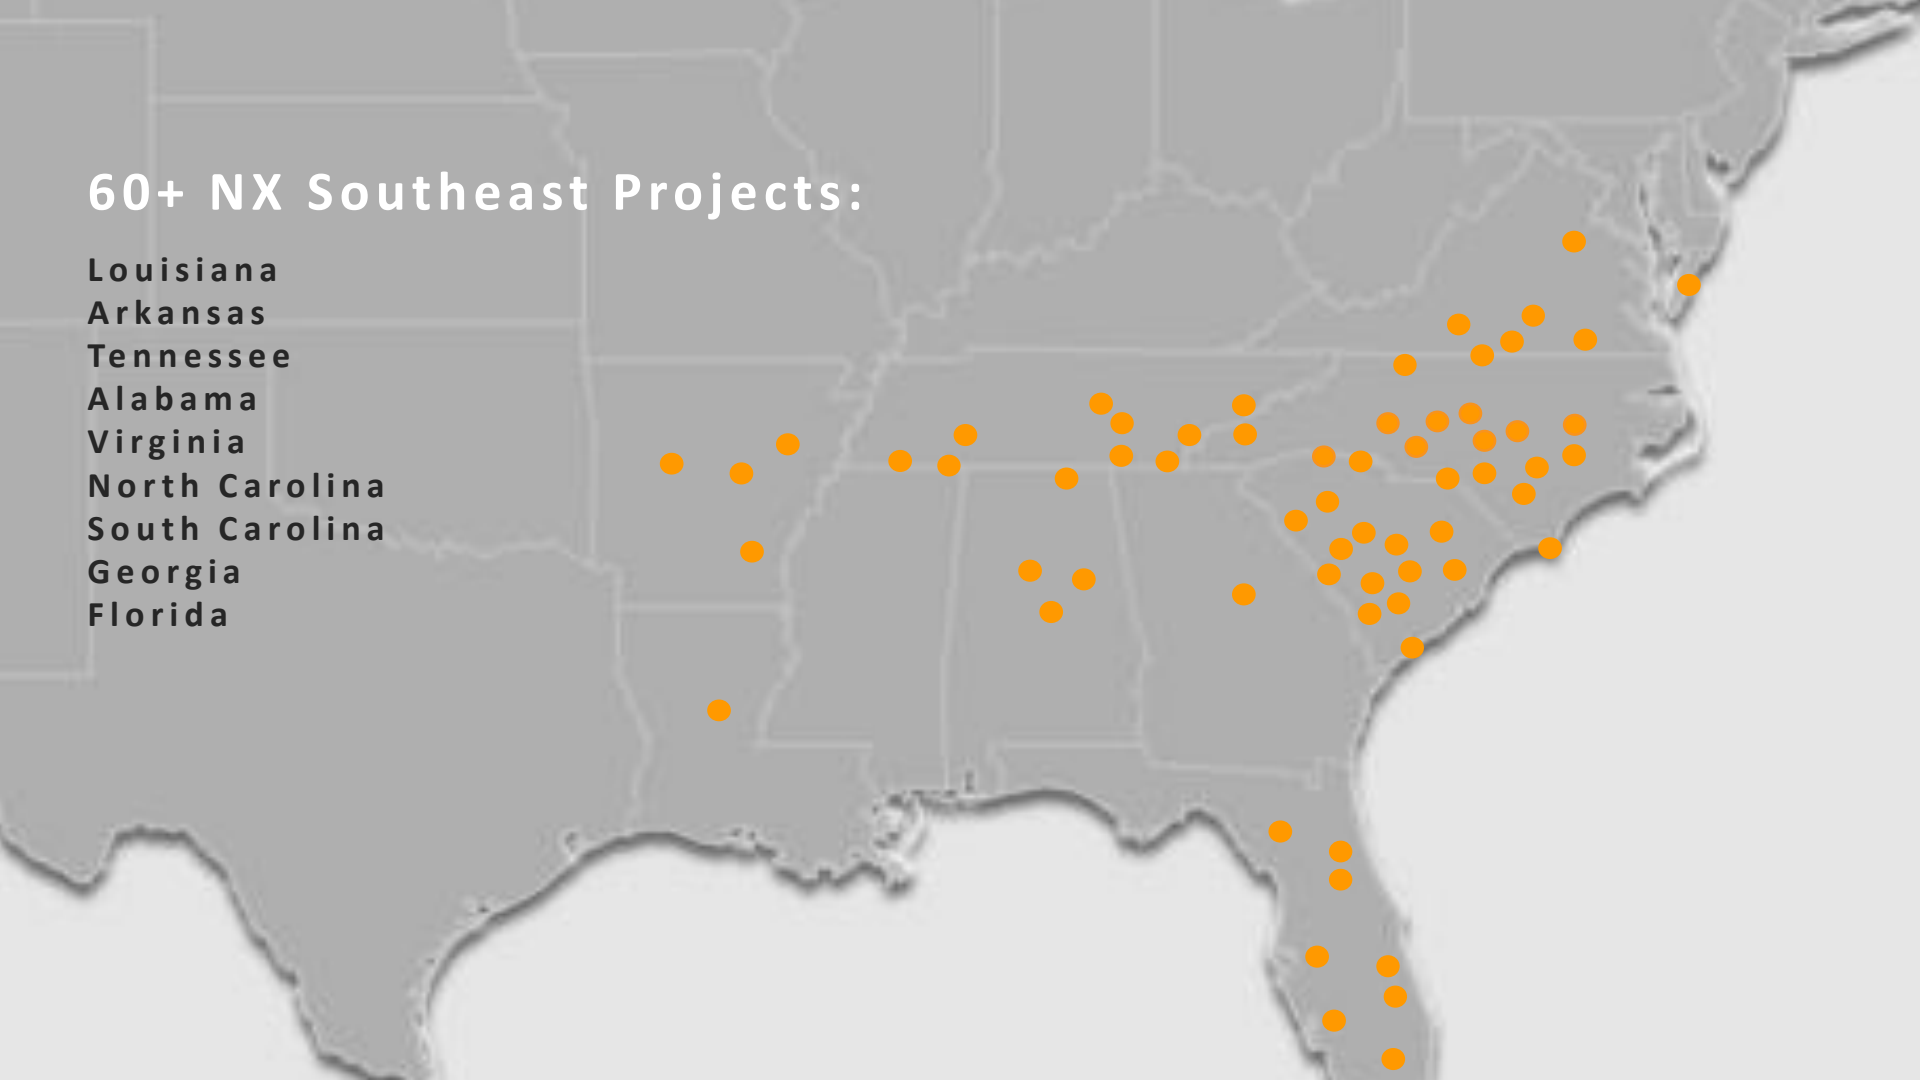 60+ NX Southeast Projects:
Louisiana
Arkansas
Tennessee
Alabama
Virginia
North Carolina
South Carolina
Georgia
Florida